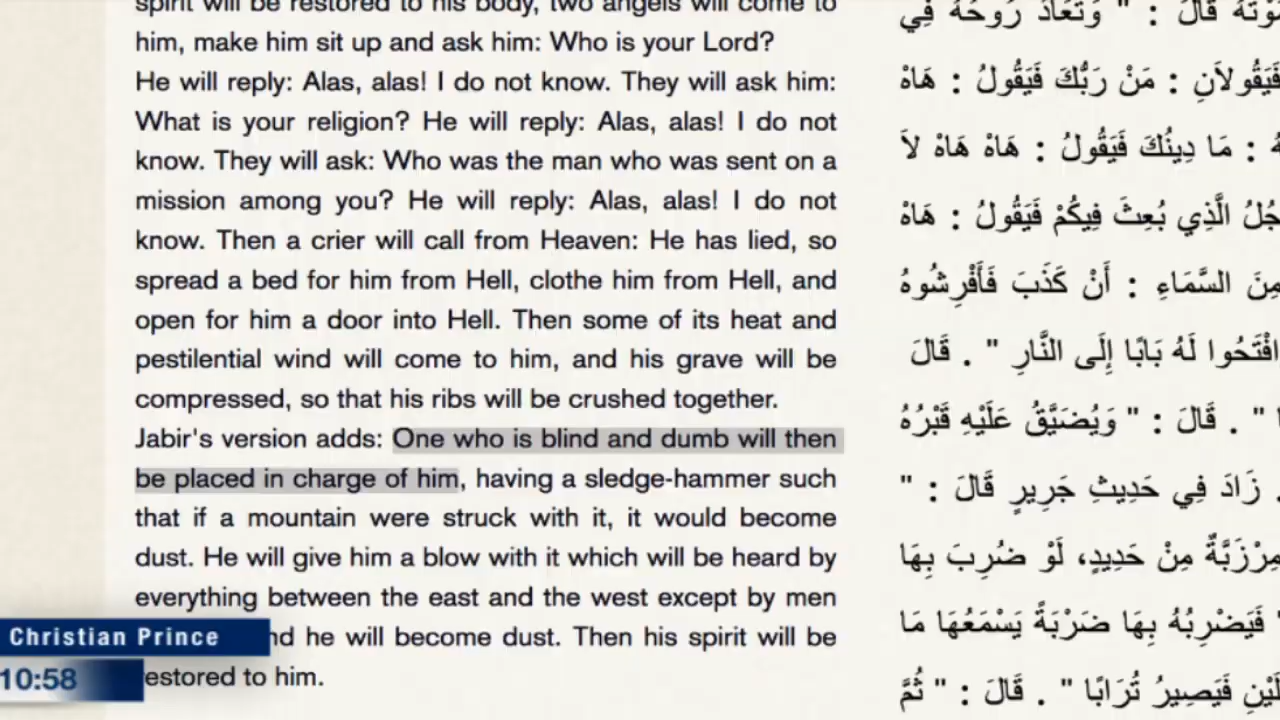 spirit will be restored to his body, two angels will come to
him, make him sit up and ask him: Who is your Lord?
He will reply: Alas, alas! I do not know. They will ask him:
What is your religion? He will reply: Alas, alas! I do not
know. They will ask: Who was the man who was sent on a
mission among you? He will reply: Alas, alas! I do not
know. Then a crier will call from Heaven: He has lied, so
spread a bed for him from Hell, clothe him from Hell, and
open for him a door into Hell. Then some of its heat and
pestilential wind will come to him, and his grave will be
compressed, so that his ribs will be crushed together.
Jabir's version adds: One who is blind and dumb will then
be placed in charge of him, having a sledge-hammer such
that if a mountain were struck with it, it would become
dust. He will give him a blow with it which will be heard by
everything between the east and the west except by men
he will become dust. Then his spirit will be
restored to him.
قَالَ : " وَتُعَادُ رُوحُهُ فِي
فَيَقُولاَنِ : مَنْ رَبُّكَ فَيَقُولُ : هَاهْ
: مَا دِينُكَ فَيَقُولُ : هَاهْ هَاهْ لاَ
الَّذِي بُعِثَ فِيكُمْ فَيَقُولُ : هَاهْ
مِنَ السَّمَاءِ : أَنْ كَذَبَ فَأَفْرِشُوهُ
افْتَحُوا لَهُ بَابًا إِلَى النَّارِ " . قَالَ
" . قَالَ : " وَيُضَيَّقُ عَلَيْهِ قَبْرُهُ
. زَادَ فِي حَدِيثِ جَرِيرٍ قَالَ : "
مِرْزَبَّةٌ مِنْ حَدِيدٍ، لَوْ ضُرِبَ بِهَا
" فَيَضْرِبُهُ بِهَا ضَرْبَةً يَسْمَعُهَا مَا
فَيَصِيرُ تُرَابًا " . قَالَ : " ثُمَّ
Christian Prince
10:58